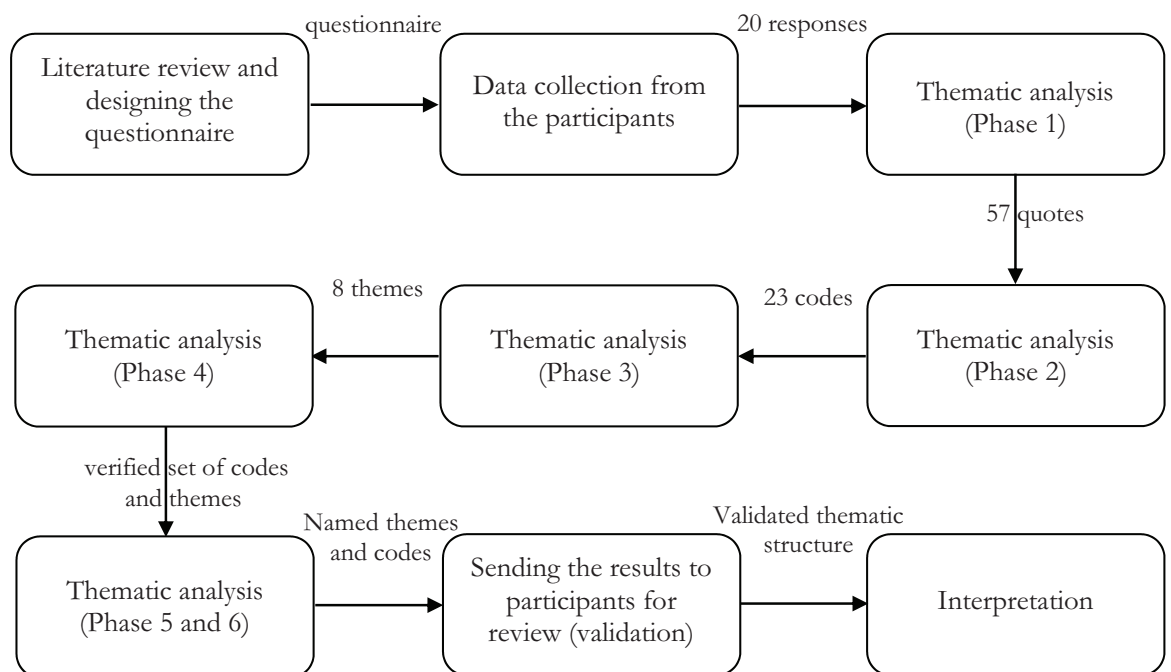 questionnaire
20 responses
Literature review and
designing the
questionnaire
Data collection from
the participants
Thematic analysis
(Phase 1)
57 quotes
8 themes
23 codes
Thematic analysis
(Phase 4)
Thematic analysis
(Phase 3)
Thematic analysis
(Phase 2)
verified set of codes
and themes
Named themes
and codes
Validated thematic
structure
Thematic analysis
(Phase 5 and 6)
Sending the results to
participants for
review (validation)
Interpretation